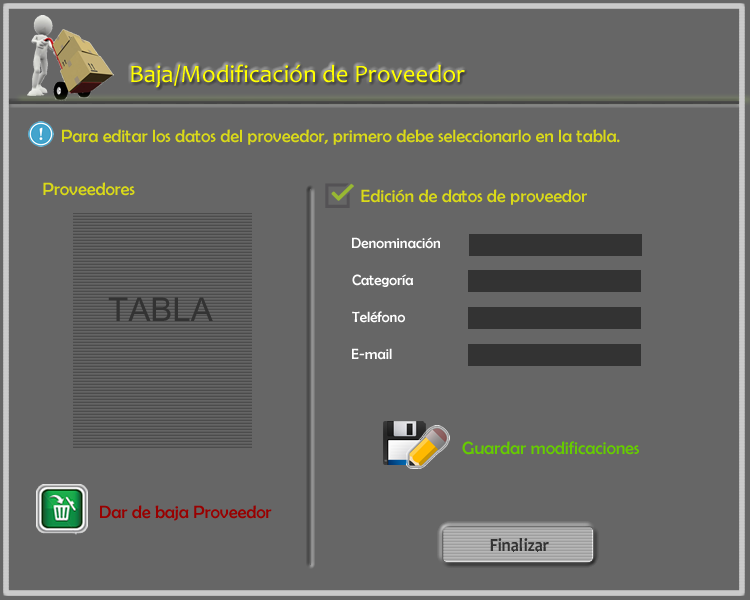 Baja/Modificación de Proveedor
! Para editar los datos del proveedor, primero debe seleccionarlo en la tabla.
Proveedores
TABLA
Dar de baja Proveedor
Edición de datos de proveedor
Denominación
Categoría
Teléfono
E-mail
Guardar modificaciones
Finalizar